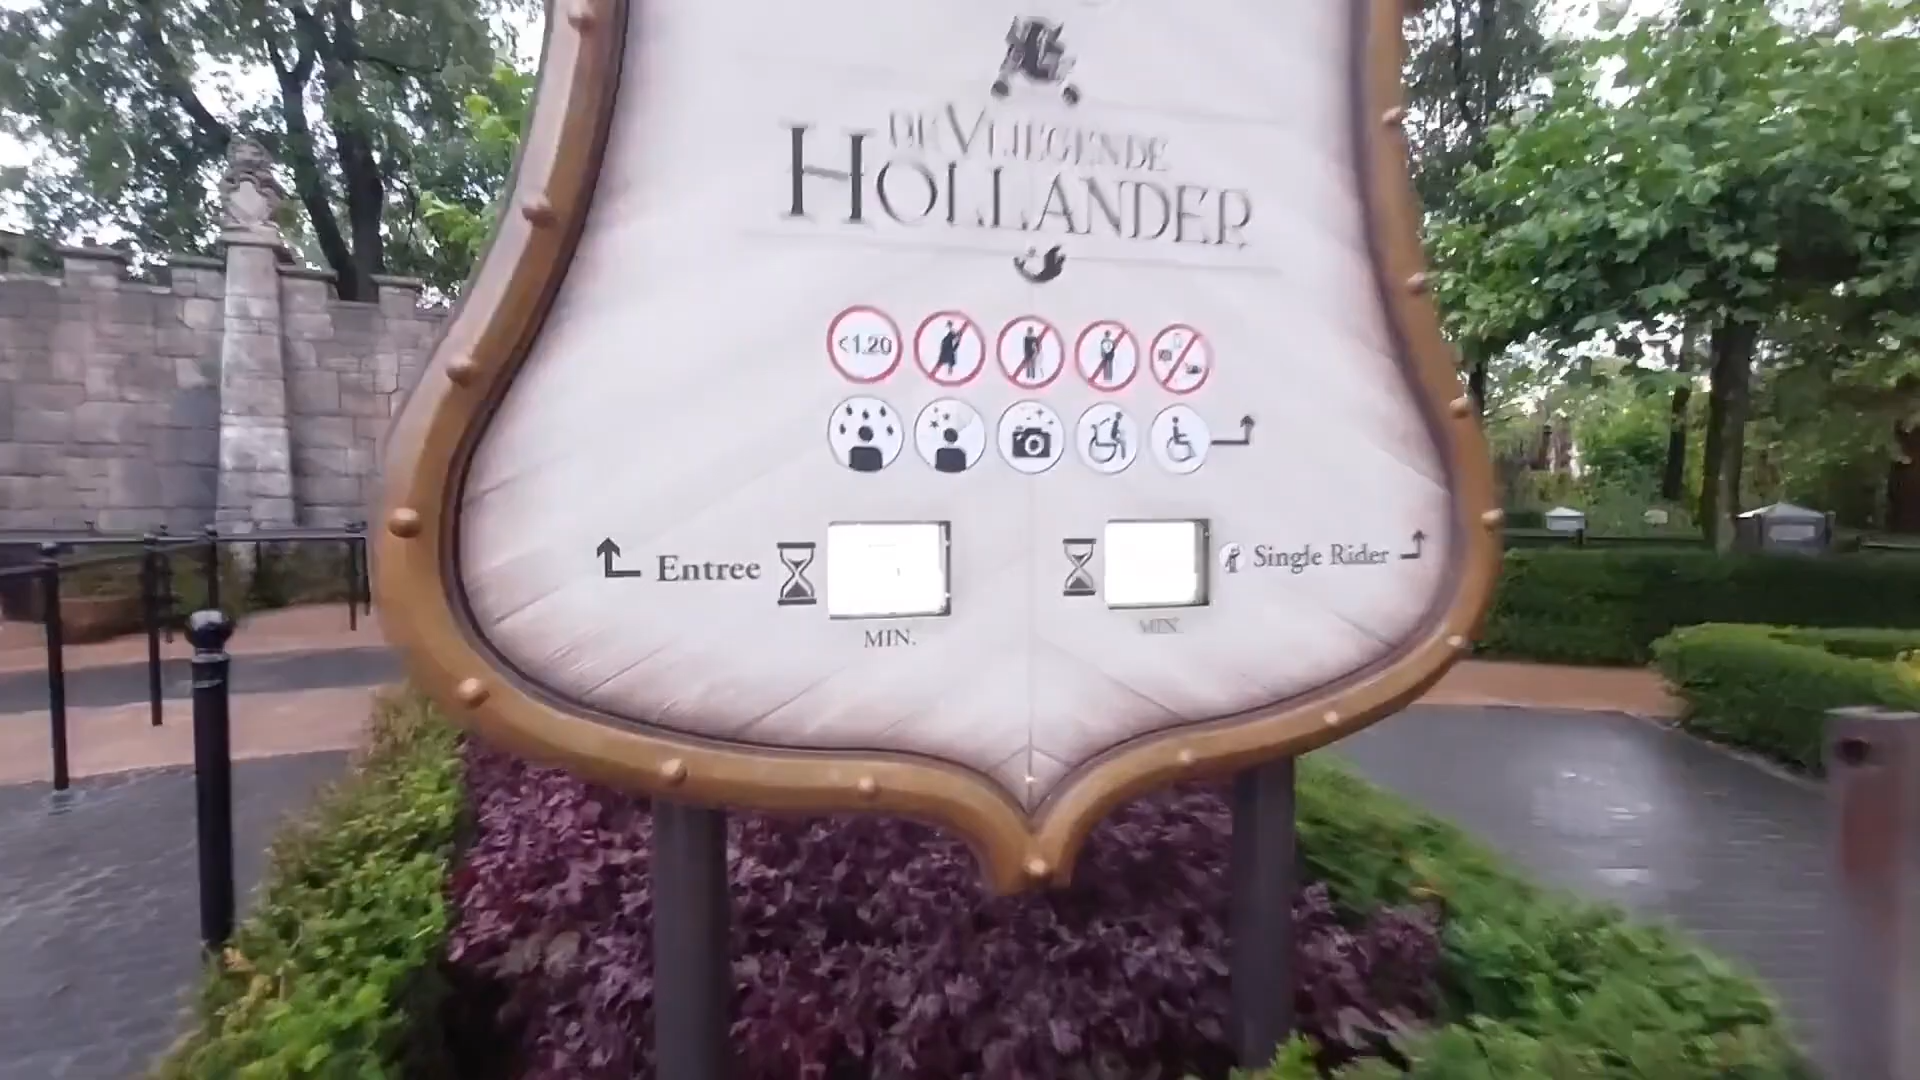 DE VLIEGENDE
HOLLANDER
<1.20
Entree
MIN.
Single Rider
MIN.